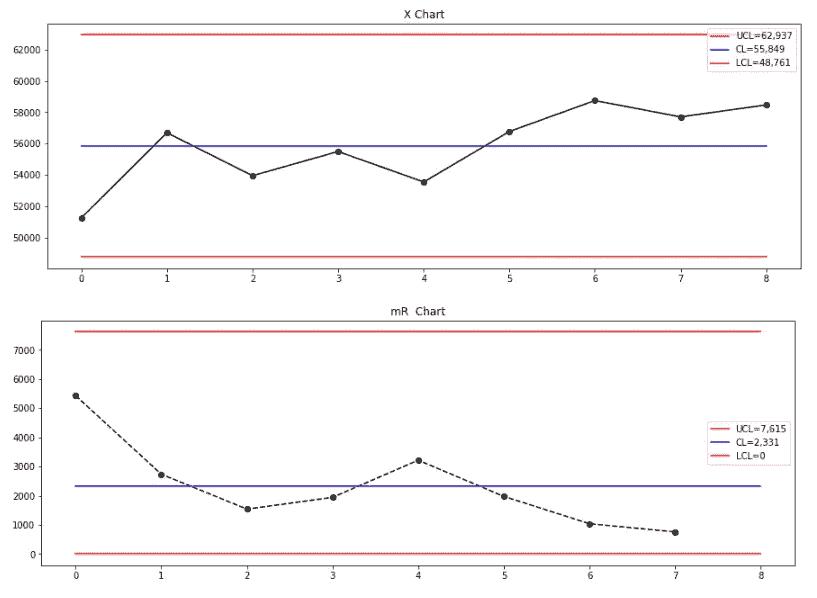 X Chart
62000
60000
58000
56000
54000
52000
50000
UCL=62,937
CL=55,849
LCL=48,761
0 1 2 3 4 5 6 7 8
mR Chart
7000
6000
5000
4000
3000
2000
1000
0
UCL=7,615
CL=2,331
LCL=0
0 1 2 3 4 5 6 7 8